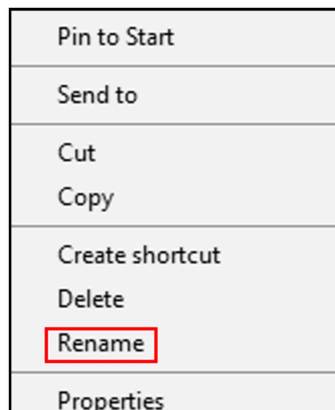 Pin to Start
Send to
Cut
Copy
Create shortcut
Delete
Rename
Properties